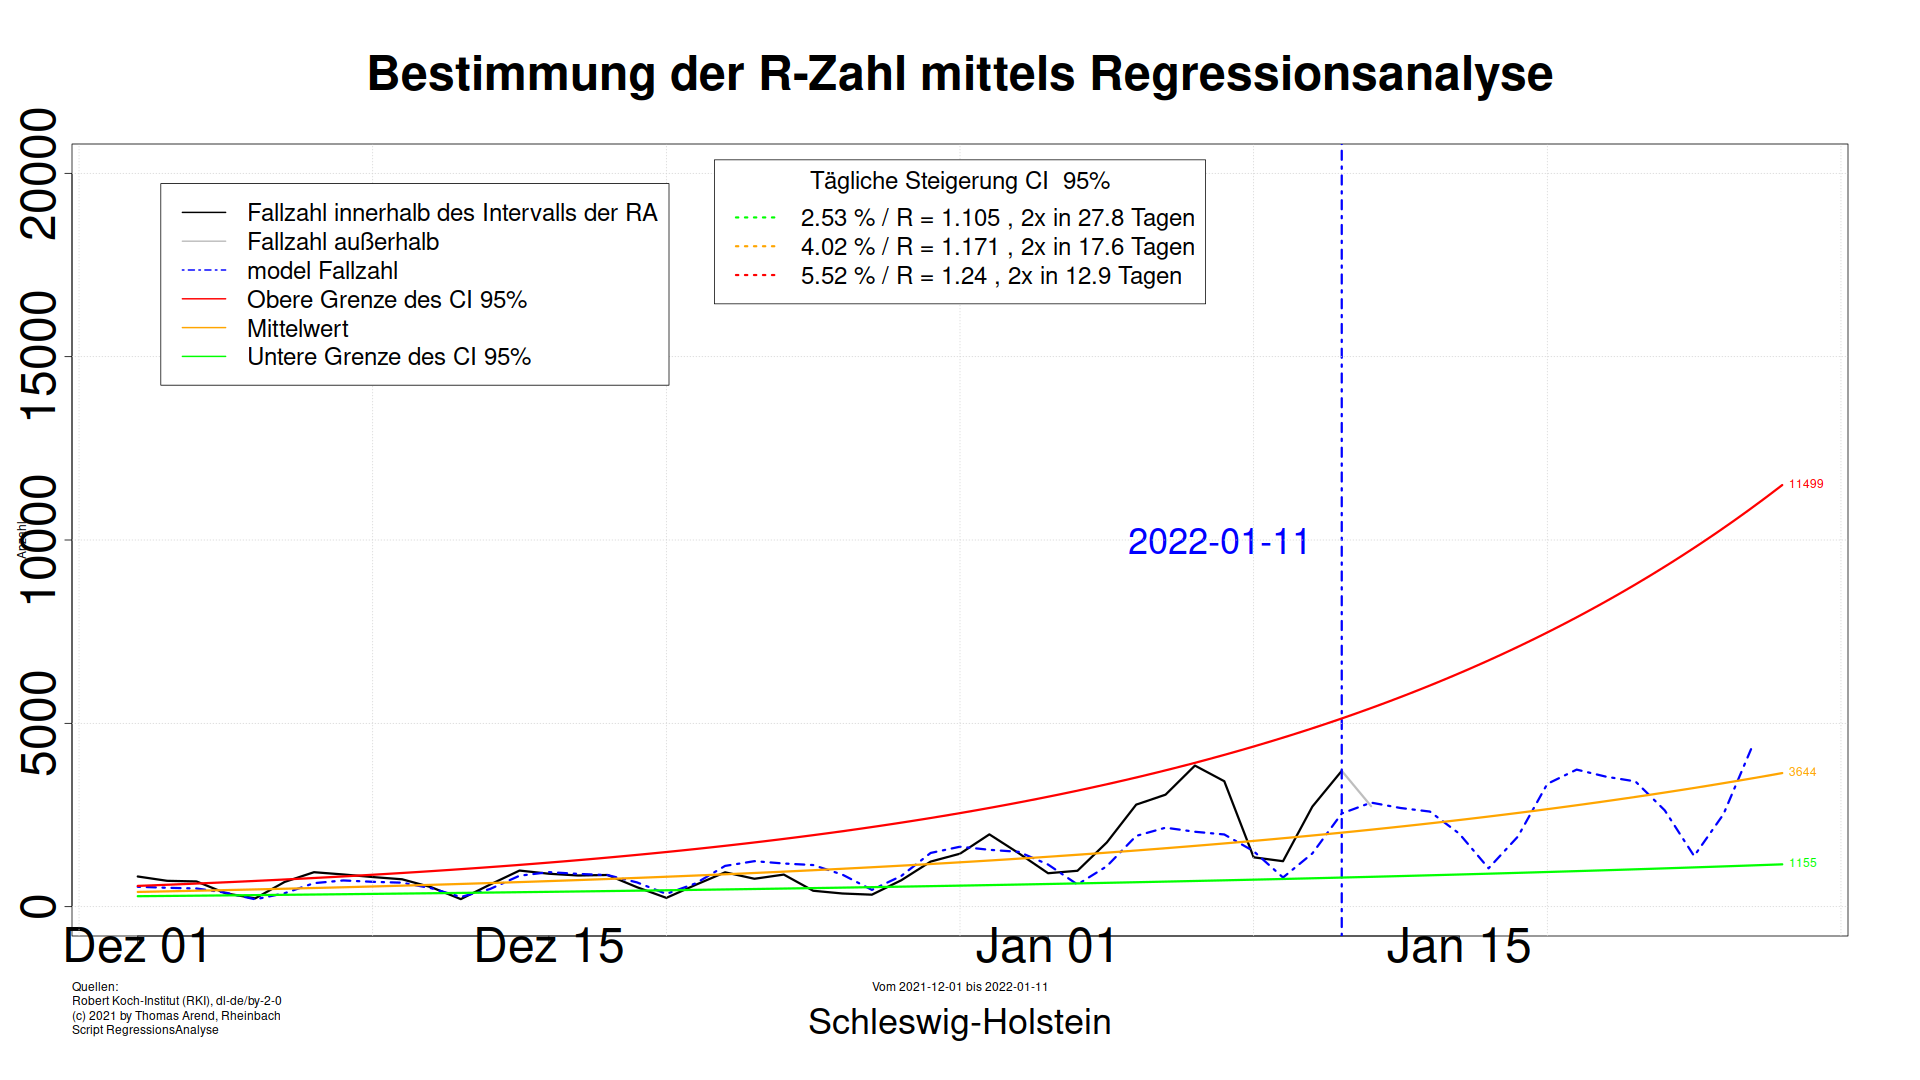 Bestimmung der R-Zahl mittels Regressionsanalyse
20000
15000
10000
5000
0
Anzahl
Fallzahl innerhalb des Intervalls der RA
Fallzahl außerhalb
model Fallzahl
Obere Grenze des CI 95%
Mittelwert
Untere Grenze des CI 95%
Tägliche Steigerung CI  95%
2.53 % / R = 1.105 , 2x in 27.8 Tagen
4.02 % / R = 1.171 , 2x in 17.6 Tagen
5.52 % / R = 1.24 , 2x in 12.9 Tagen
2022-01-11
11499
3644
1155
Dez 01
Dez 15
Jan 01
Jan 15
Quellen:
Robert Koch-Institut (RKI), dl-de/by-2-0
(c) 2021 by Thomas Arend, Rheinbach
Script RegressionsAnalyse
Vom 2021-12-01 bis 2022-01-11
Schleswig-Holstein